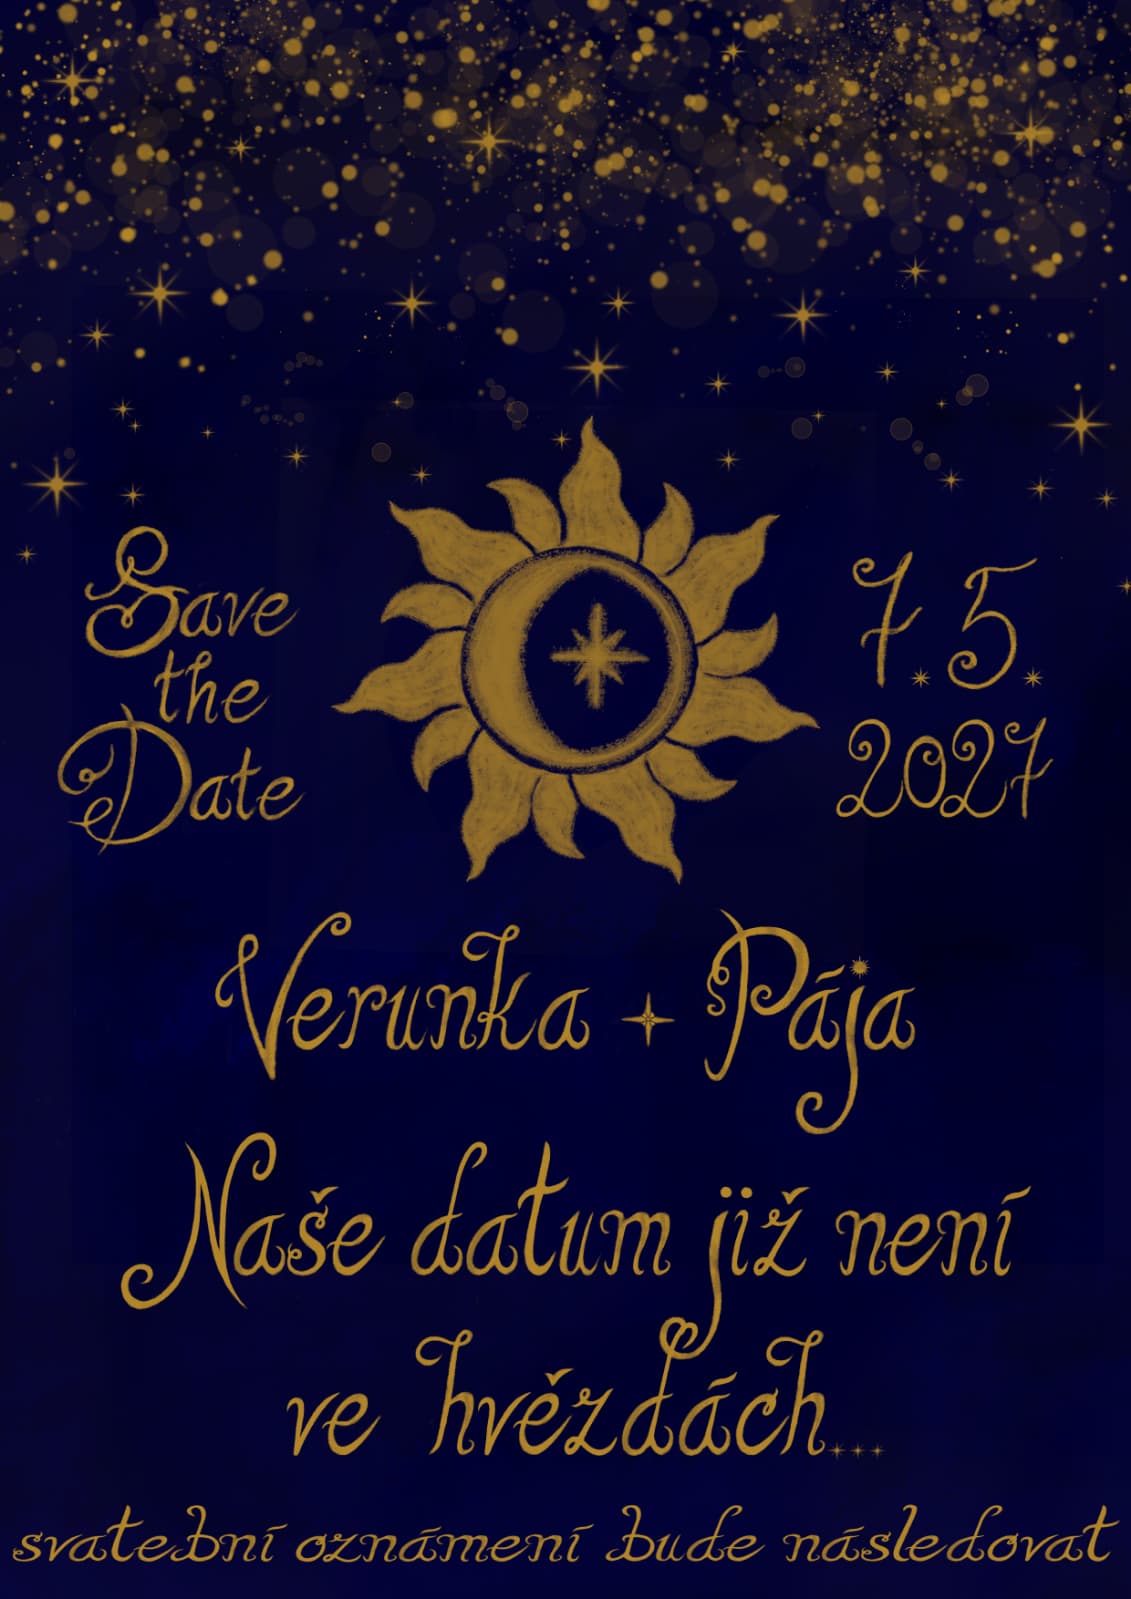 Save
the
Date
7. 5.
2027
Verunka + Pája
Naše datum již není
ve hvězdách...
svatební oznámení bude následovat